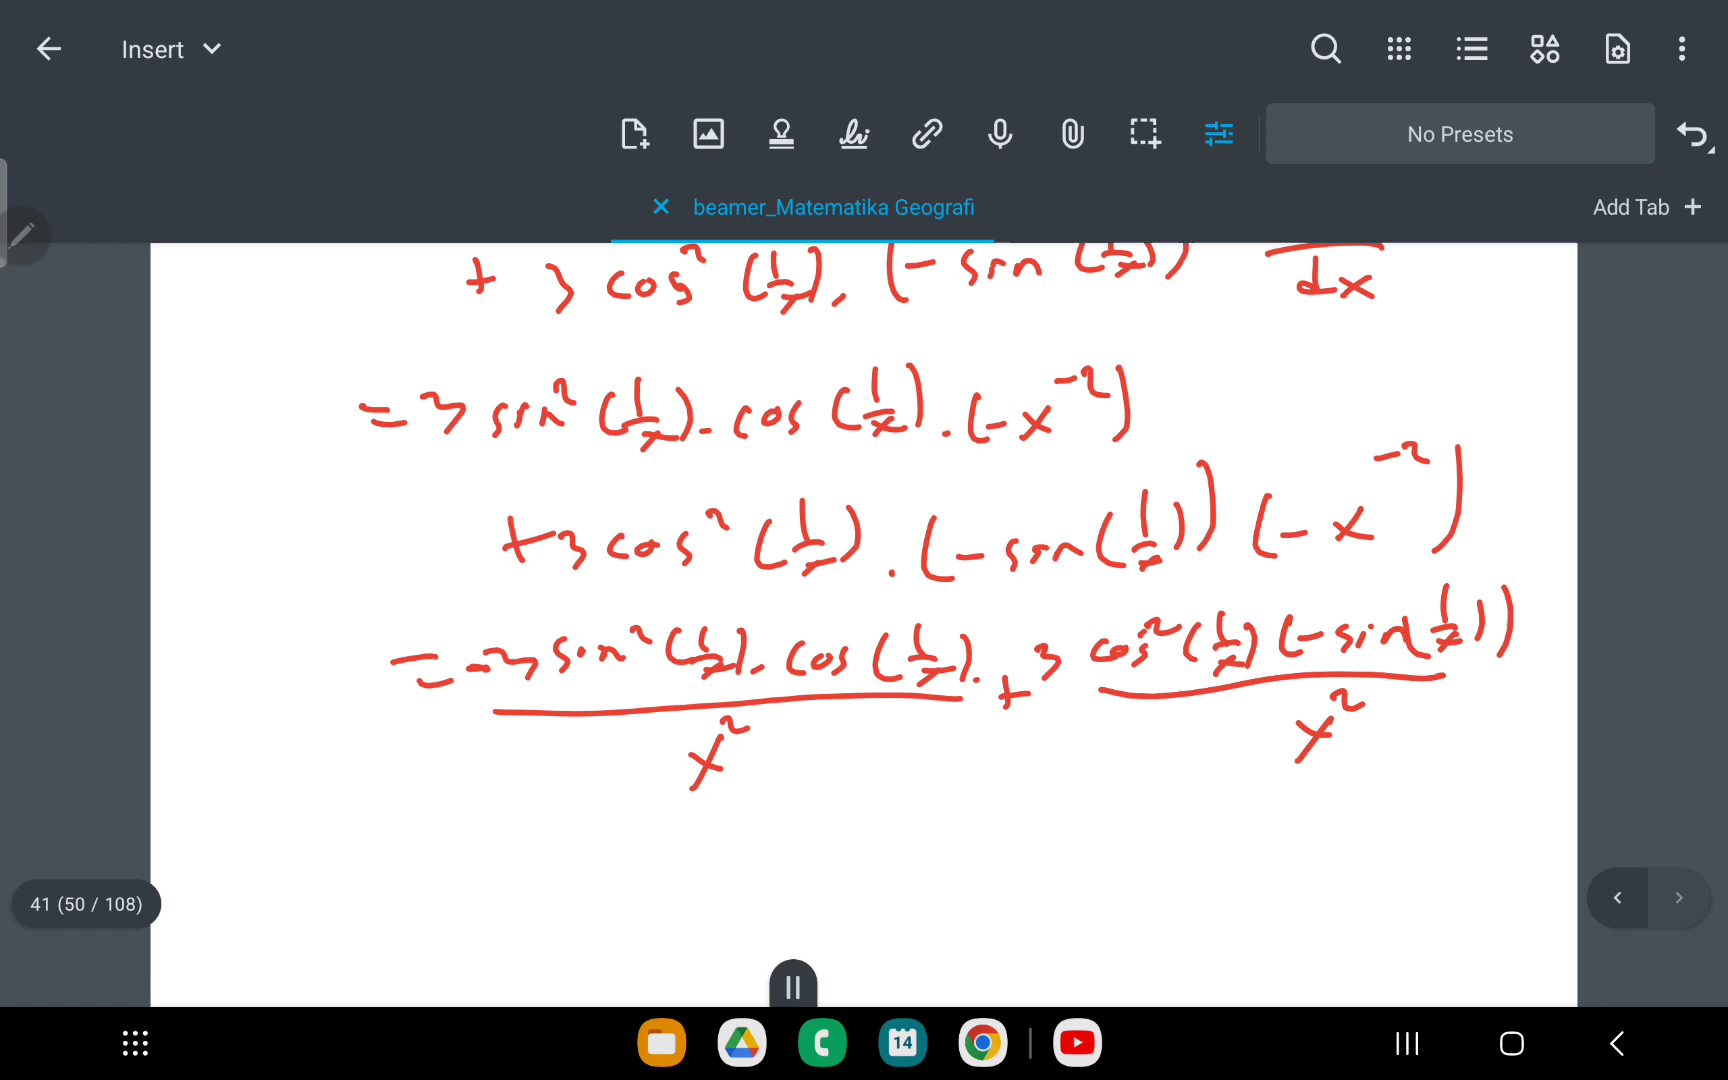 Insert
No Presets
beamer_Matematika Geografi
Add Tab +
+ 3 cos² (1/x). (- sin (1/x)) dx
= 3 sin² (1/x). cos (1/x). (-x⁻²)
+ 3 cos² (1/x). (- sin (1/x)) (- x⁻²)
= -3 sin² (1/x). cos (1/x). / x² + 3 cos² (1/x) (- sin (1/x)) / x²
41 (50 / 108)
14